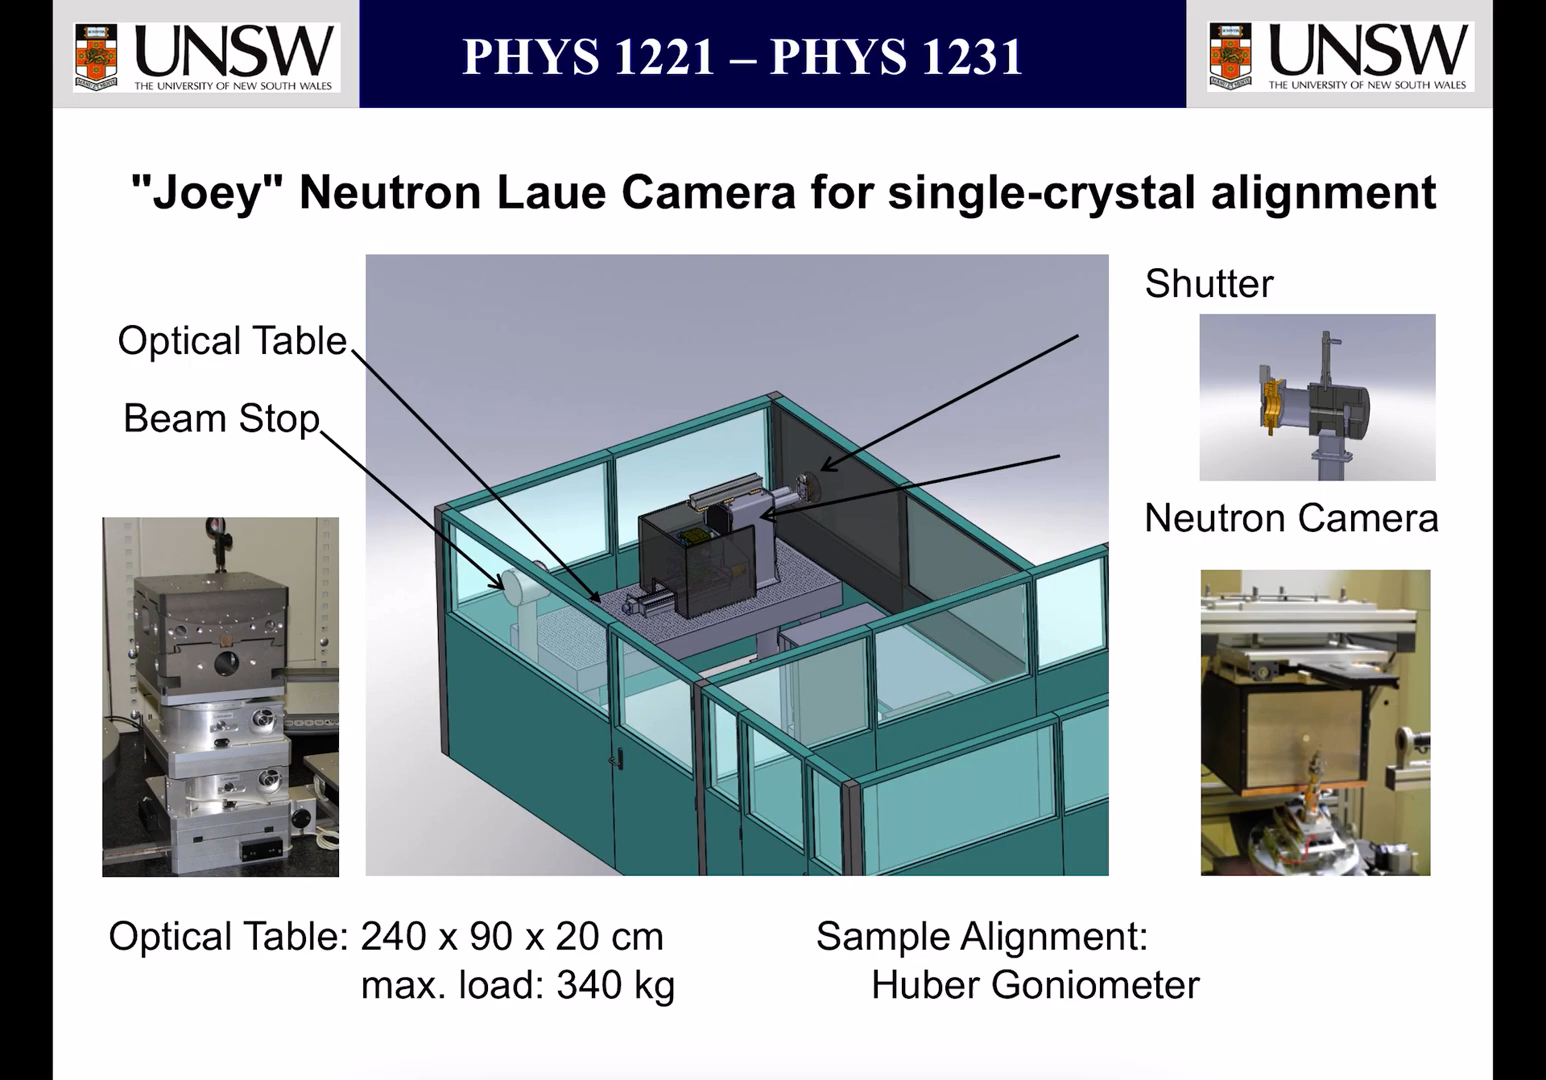 UNSW
THE UNIVERSITY OF NEW SOUTH WALES
PHYS 1221 – PHYS 1231
UNSW
THE UNIVERSITY OF NEW SOUTH WALES
"Joey" Neutron Laue Camera for single-crystal alignment
Optical Table
Beam Stop
Shutter
Neutron Camera
Optical Table: 240 x 90 x 20 cm
max. load: 340 kg
Sample Alignment:
Huber Goniometer